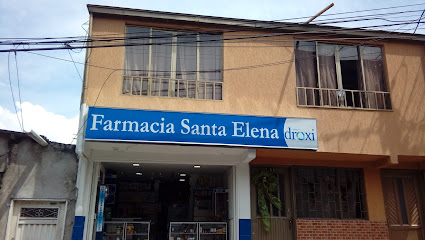 Farmacia Santa Elena droxi